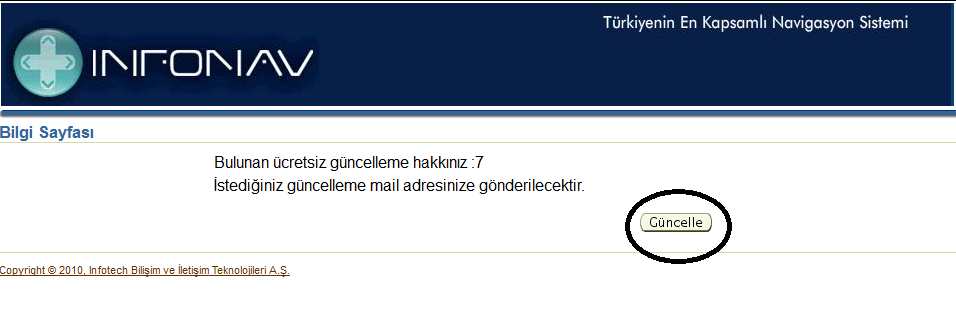 Türkiyenin En Kapsamlı Navigasyon Sistemi
INFONAV
Bilgi Sayfası
Bulunan ücretsiz güncelleme hakkınız :7
İstediğiniz güncelleme mail adresinize gönderilecektir.
Güncelle
Copyright © 2010, Infotech Bilişim ve İletişim Teknolojileri A.Ş.